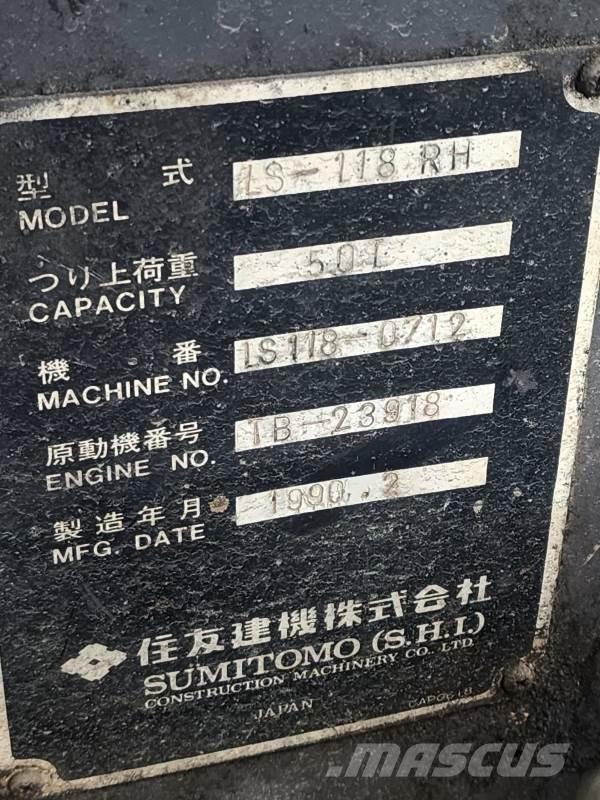 型式 LS-118 RH
MODEL
つり上荷重 50T
CAPACITY
機番 LS118-0712
MACHINE NO.
原動機番号 TB-23918
ENGINE NO.
製造年月 1990.2
MFG. DATE
住友建機株式会社
SUMITOMO (S.H.I.)
CONSTRUCTION MACHINERY CO. LTD.
JAPAN
MASCUS